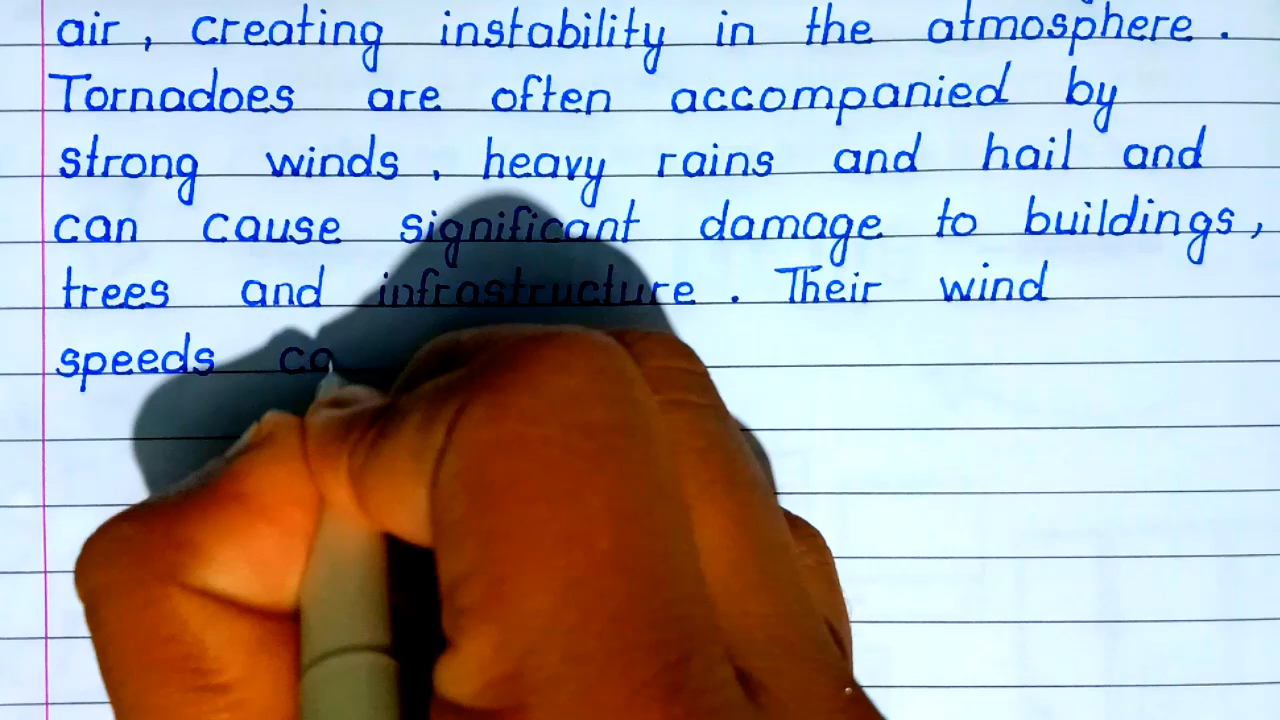 air, creating instability in the atmosphere.
Tornadoes are often accompanied by
strong winds, heavy rains and hail and
can cause significant damage to buildings,
trees and infrastructure. Their wind
speeds ca